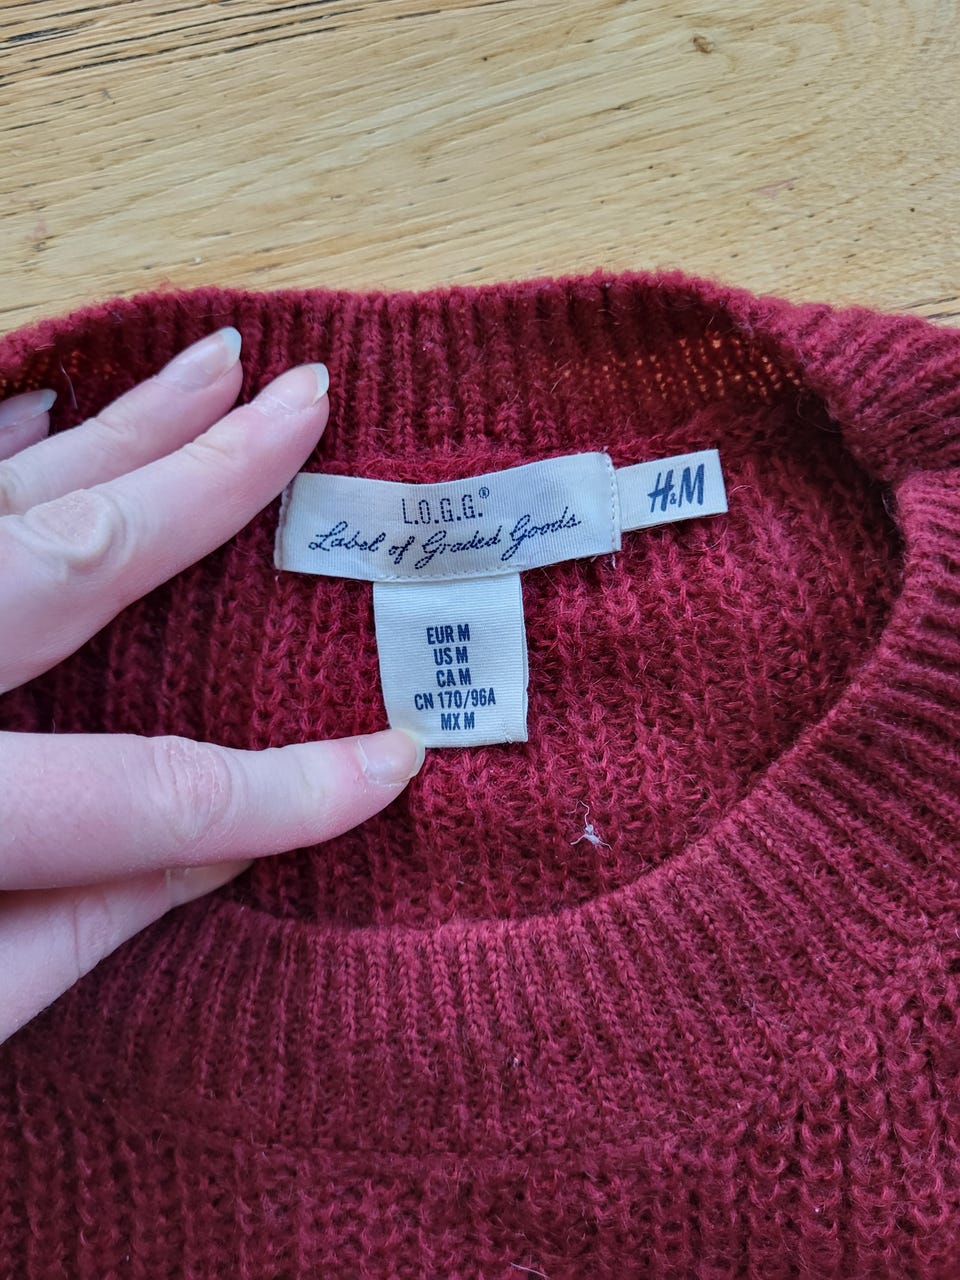 L.O.G.G.®
Label of Graded Goods
H&M
EUR M
US M
CA M
CN 170/96A
MX M